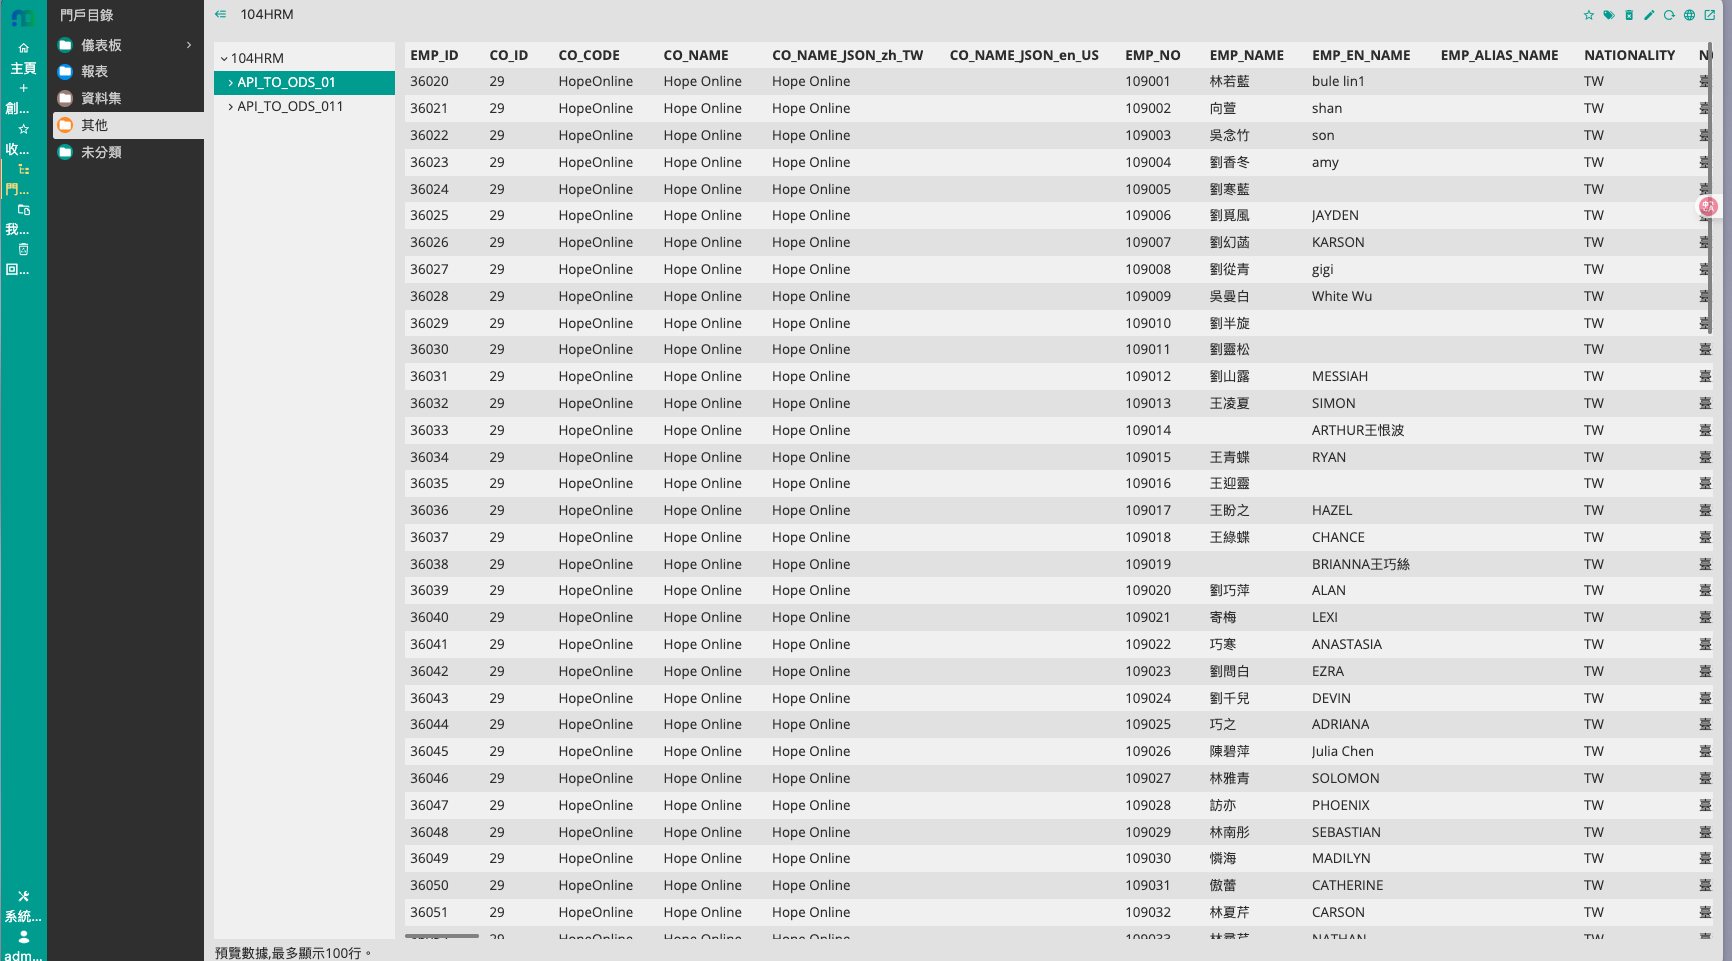 門戶目錄
104HRM
主頁
創...
收...
門...
我...
回...
系統...
adm...
儀表板
報表
資料集
其他
未分類
104HRM
API_TO_ODS_01
API_TO_ODS_011
EMP_ID CO_ID CO_CODE CO_NAME CO_NAME_JSON_zh_TW CO_NAME_JSON_en_US EMP_NO EMP_NAME EMP_EN_NAME EMP_ALIAS_NAME NATIONALITY
36020 29 HopeOnline Hope Online Hope Online 109001 林若藍 bule lin1 TW 臺
36021 29 HopeOnline Hope Online Hope Online 109002 向萱 shan TW 臺
36022 29 HopeOnline Hope Online Hope Online 109003 吳念竹 son TW 臺
36023 29 HopeOnline Hope Online Hope Online 109004 劉香冬 amy TW 臺
36024 29 HopeOnline Hope Online Hope Online 109005 劉寒藍 TW 臺
36025 29 HopeOnline Hope Online Hope Online 109006 劉覓風 JAYDEN TW
36026 29 HopeOnline Hope Online Hope Online 109007 劉幻菡 KARSON TW 臺
36027 29 HopeOnline Hope Online Hope Online 109008 劉從青 gigi TW 臺
36028 29 HopeOnline Hope Online Hope Online 109009 吳曼白 White Wu TW 臺
36029 29 HopeOnline Hope Online Hope Online 109010 劉半旋 TW 臺
36030 29 HopeOnline Hope Online Hope Online 109011 劉靈松 TW 臺
36031 29 HopeOnline Hope Online Hope Online 109012 劉山露 MESSIAH TW 臺
36032 29 HopeOnline Hope Online Hope Online 109013 王凌夏 SIMON TW 臺
36033 29 HopeOnline Hope Online Hope Online 109014 ARTHUR王恨波 TW 臺
36034 29 HopeOnline Hope Online Hope Online 109015 王青蝶 RYAN TW 臺
36035 29 HopeOnline Hope Online Hope Online 109016 王迎靈 TW 臺
36036 29 HopeOnline Hope Online Hope Online 109017 王盼之 HAZEL TW 臺
36037 29 HopeOnline Hope Online Hope Online 109018 王綠蝶 CHANCE TW 臺
36038 29 HopeOnline Hope Online Hope Online 109019 BRIANNA王巧絲 TW 臺
36039 29 HopeOnline Hope Online Hope Online 109020 劉巧萍 ALAN TW 臺
36040 29 HopeOnline Hope Online Hope Online 109021 寄梅 LEXI TW 臺
36041 29 HopeOnline Hope Online Hope Online 109022 巧寒 ANASTASIA TW 臺
36042 29 HopeOnline Hope Online Hope Online 109023 劉問白 EZRA TW 臺
36043 29 HopeOnline Hope Online Hope Online 109024 劉千兒 DEVIN TW 臺
36044 29 HopeOnline Hope Online Hope Online 109025 巧之 ADRIANA TW 臺
36045 29 HopeOnline Hope Online Hope Online 109026 陳碧萍 Julia Chen TW 臺
36046 29 HopeOnline Hope Online Hope Online 109027 林雅青 SOLOMON TW 臺
36047 29 HopeOnline Hope Online Hope Online 109028 訪亦 PHOENIX TW 臺
36048 29 HopeOnline Hope Online Hope Online 109029 林南彤 SEBASTIAN TW 臺
36049 29 HopeOnline Hope Online Hope Online 109030 憐海 MADILYN TW 臺
36050 29 HopeOnline Hope Online Hope Online 109031 傲蕾 CATHERINE TW 臺
36051 29 HopeOnline Hope Online Hope Online 109032 林夏芹 CARSON TW 臺
預覽數據,最多顯示100行。